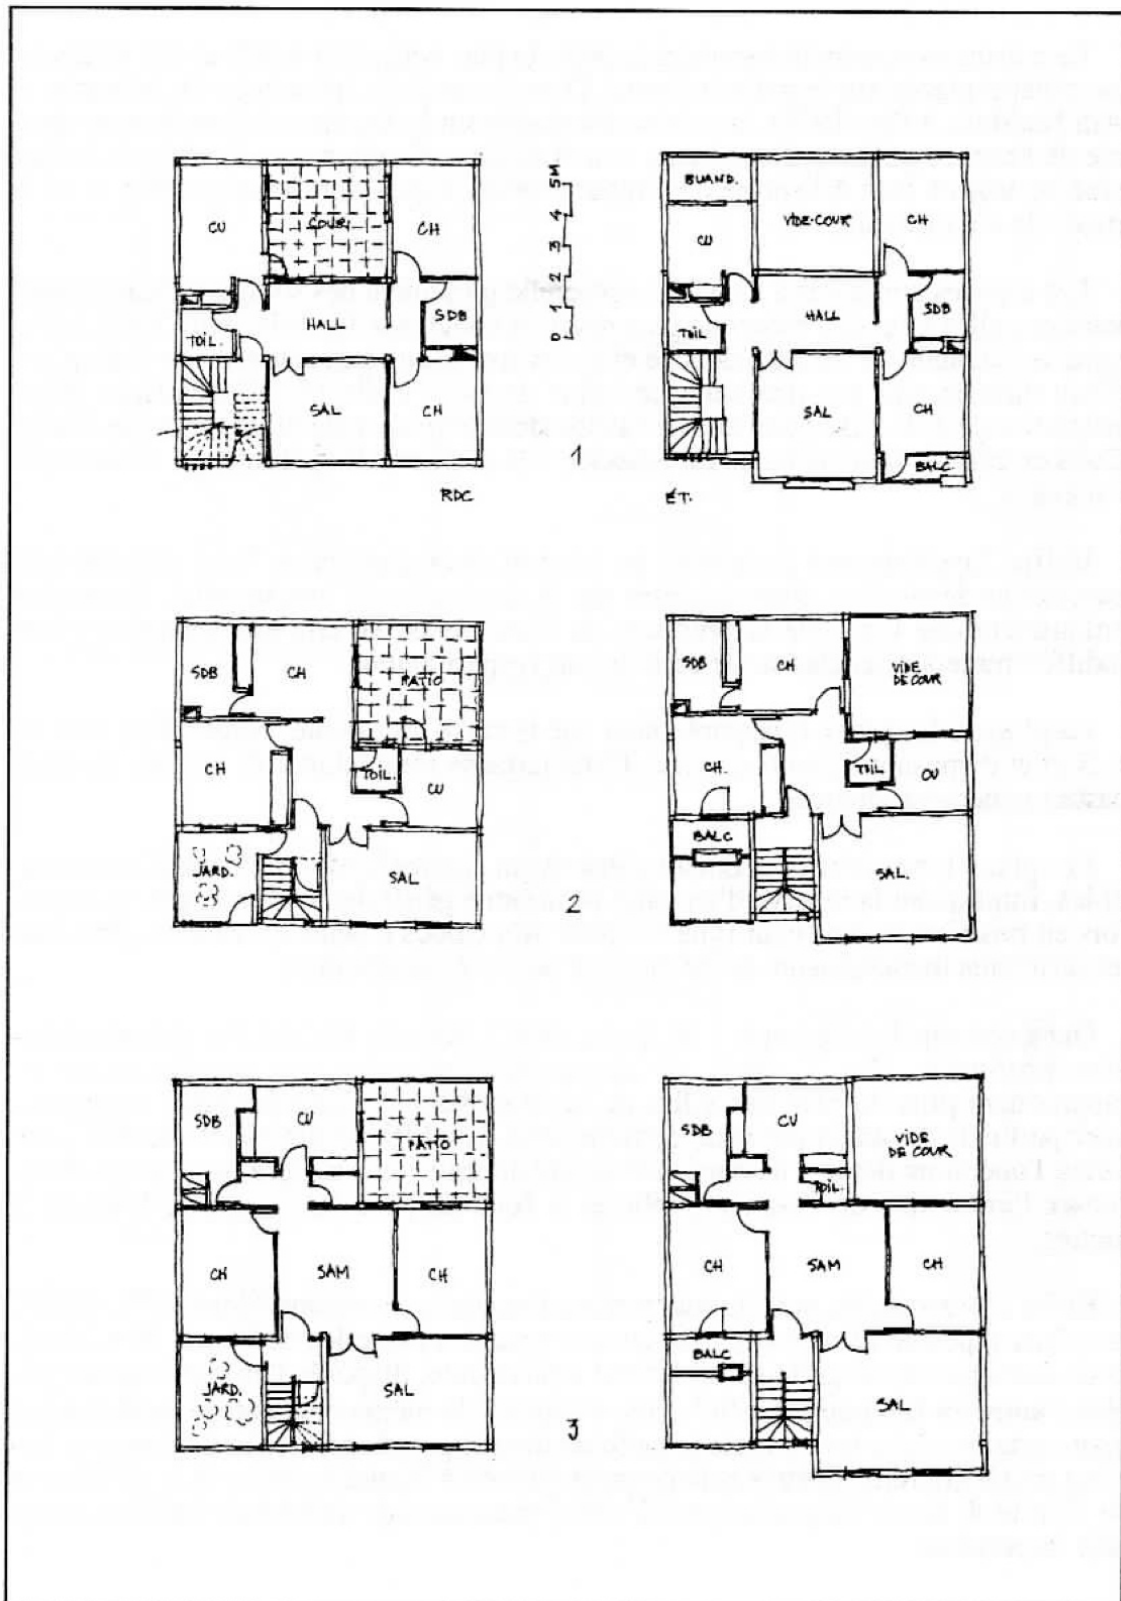 CU
COUR
CH
TOIL.
HALL
SDB
SAL
CH
RDC
0 1 2 3 4 5M
1
BUAND.
CU
VIDE-COUR
CH
TOIL
HALL
SDB
SAL
CH
BALC
ÉT.
SDB
CH
PATIO
CH
TOIL.
CU
JARD.
SAL
2
SDB
CH
VIDE
DE COUR
CH.
TOIL
CU
BALC
SAL.
SDB
CU
PATIO
CH
SAM
CH
JARD.
SAL
3
SDB
CU
VIDE
DE COUR
TOIL.
CH
SAM
CH
BALC
SAL